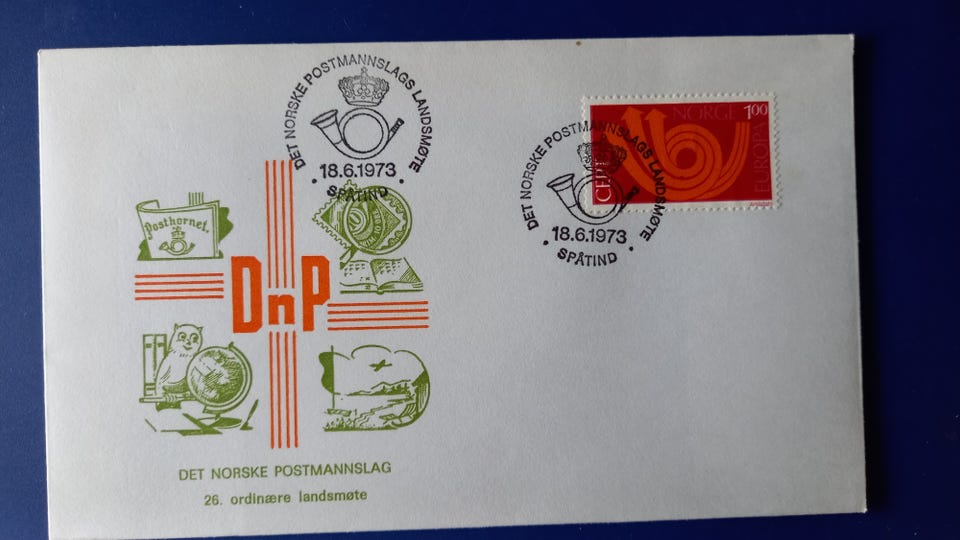 DET NORSKE POSTMANNSLAGS LANDSMØTE
18.6.1973
SPÅTIND
NORGE 1.00
CEPT
EUROPA
DET NORSKE POSTMANNSLAGS LANDSMØTE
18.6.1973
SPÅTIND
Posthornet.
DnP
DET NORSKE POSTMANNSLAG
26. ordinære landsmøte